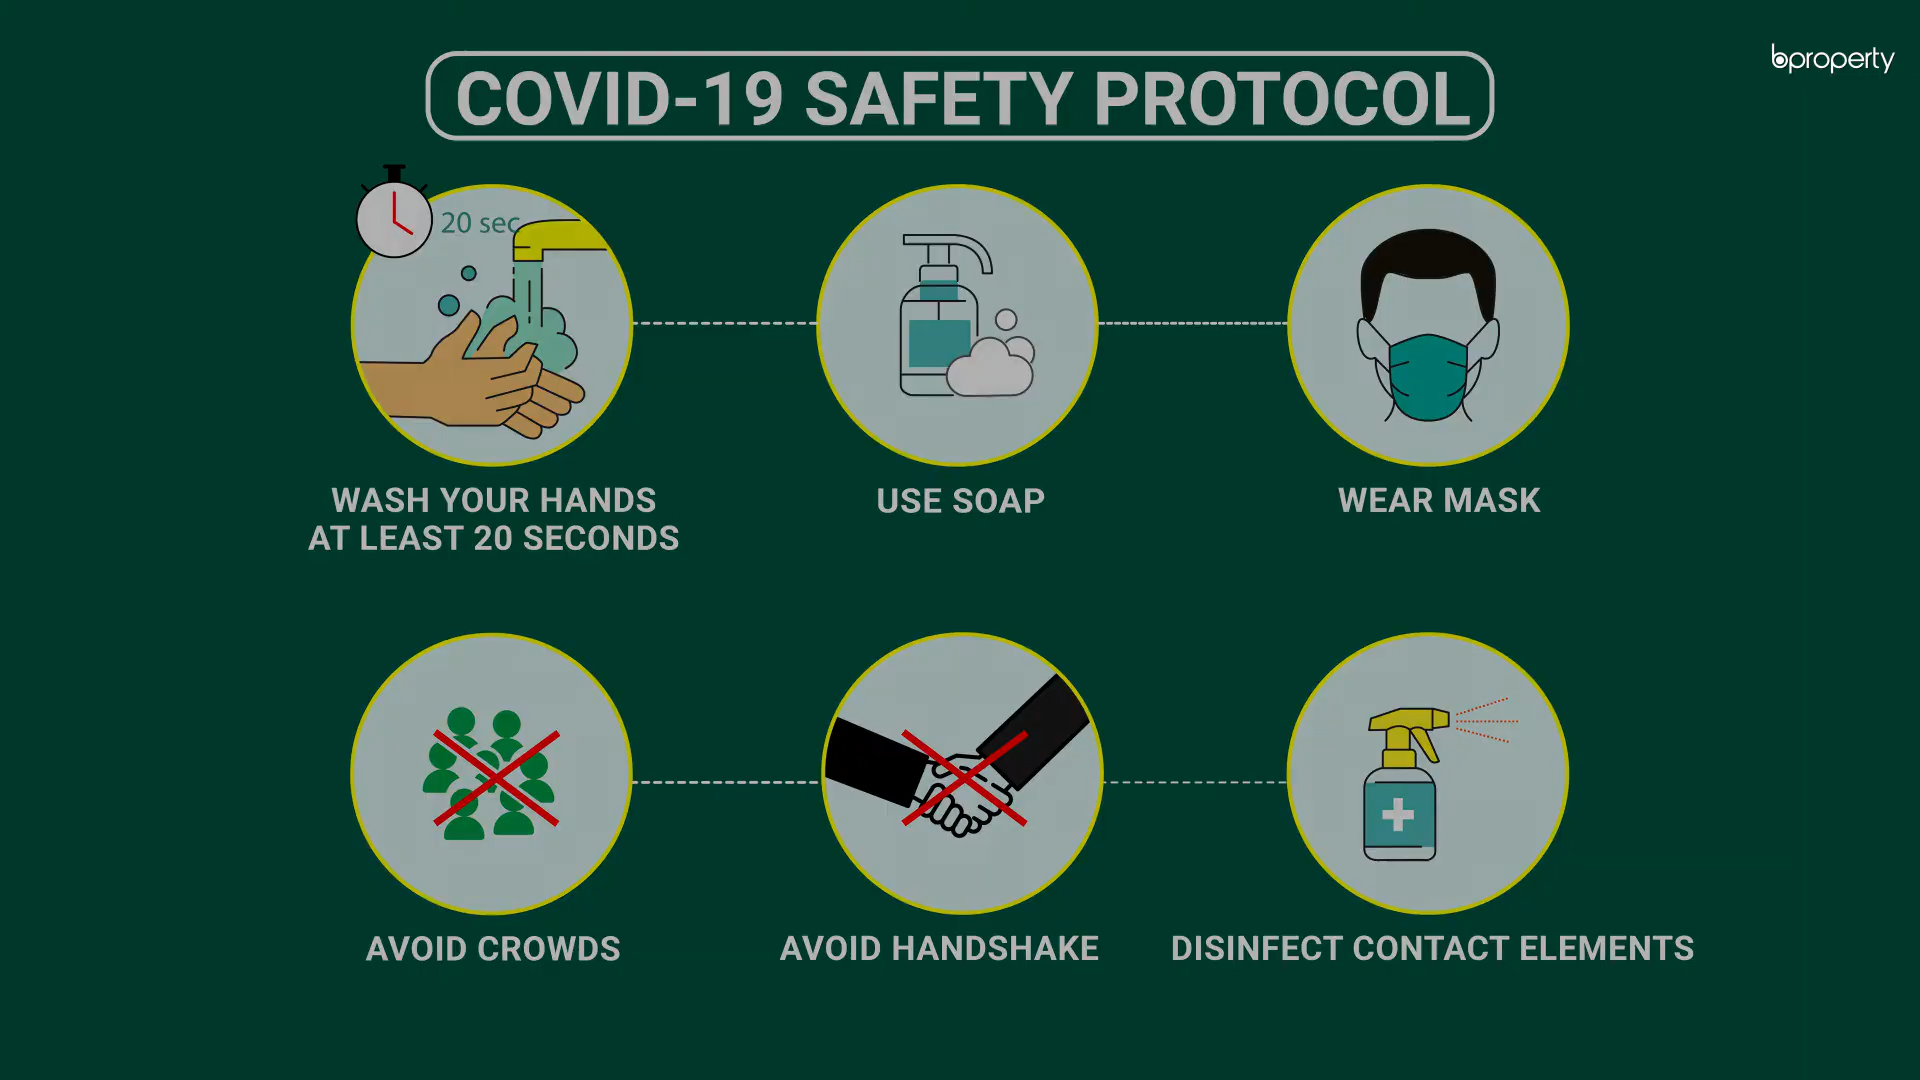 bproperty
COVID-19 SAFETY PROTOCOL
20 sec
WASH YOUR HANDS
AT LEAST 20 SECONDS
USE SOAP
WEAR MASK
AVOID CROWDS
AVOID HANDSHAKE
DISINFECT CONTACT ELEMENTS